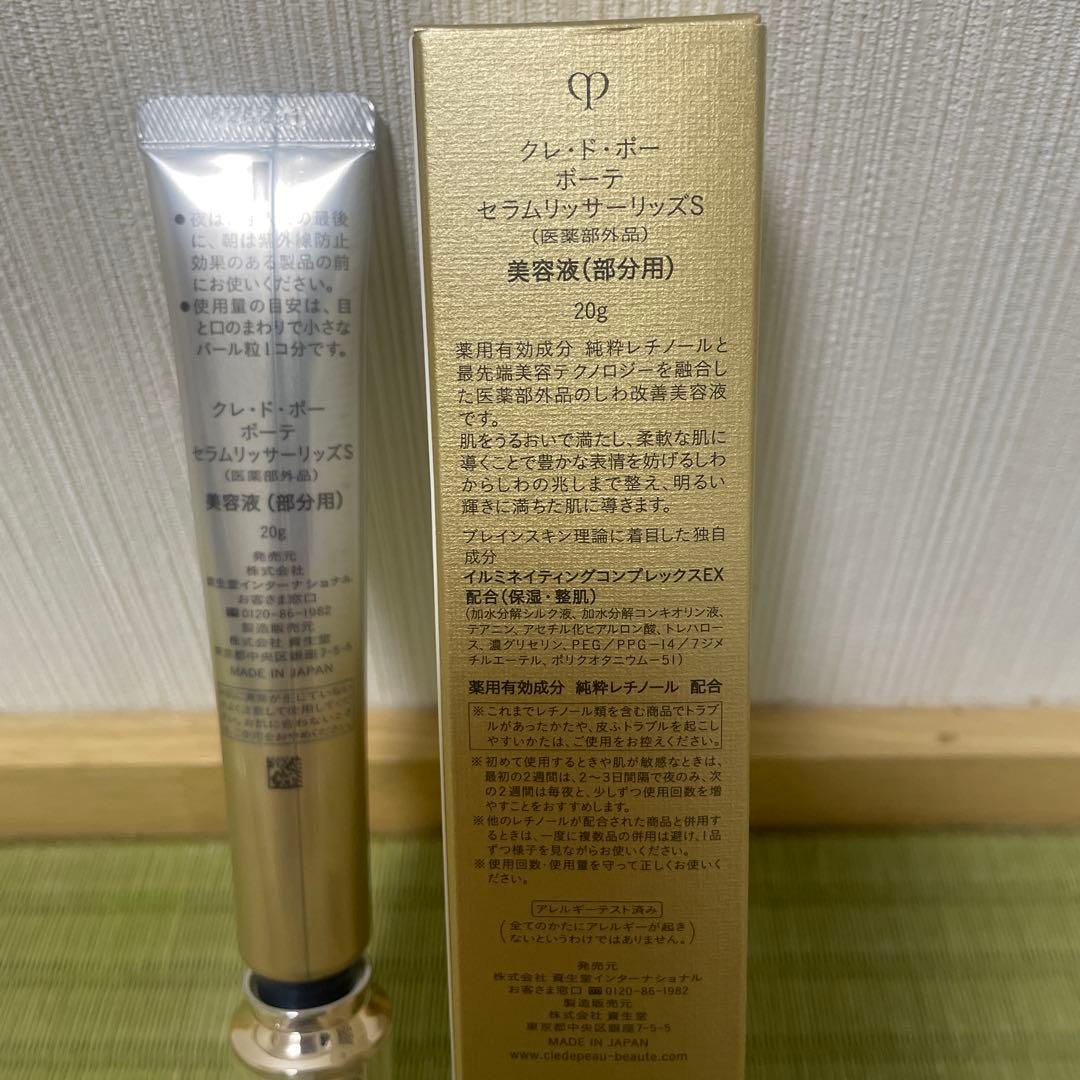 ●夜は
の最後
に、朝は紫外線防止
効果のある製品の前
にお使いください。
●使用量の目安は、目
と口のまわりで小さな
パール粒1コ分です。
クレ・ド・ポー
ボーテ
セラムリッサーリッズS
(医薬部外品)
美容液(部分用)
20g
発売元
株式会社
資生堂インターナショナル
お客さま窓口
☎0120-86-1982
製造販売元
株式会社 資生堂
東京都中央区銀座7-5-5
MADE IN JAPAN
クレ・ド・ポー
ボーテ
セラムリッサーリッズS
(医薬部外品)
美容液(部分用)
20g
薬用有効成分 純粋レチノールと
最先端美容テクノロジーを融合し
た医薬部外品のしわ改善美容液
です。
肌をうるおいで満たし、柔軟な肌に
導くことで豊かな表情を妨げるしわ
からしわの兆しまで整え、明るい
輝きに満ちた肌に導きます。
ブレインスキン理論に着目した独自
成分
イルミネイティングコンプレックスEX
配合(保湿・整肌)
(加水分解シルク液、加水分解コンキオリン液、
テアニン、アセチル化ヒアルロン酸、トレハロー
ス、濃グリセリン、PEG/PPG-14/7ジメ
チルエーテル、ポリクオタニウム-51)
薬用有効成分 純粋レチノール 配合
※これまでレチノール類を含む商品でトラブ
ルがあったかたや、皮ふトラブルを起こし
やすいかたは、ご使用をお控えください。
※初めて使用するときや肌が敏感なときは、
最初の2週間は、2〜3日間隔で夜のみ、次
の2週間は毎夜と、少しずつ使用回数を増
やすことをおすすめします。
※他のレチノールが配合された商品と併用す
るときは、一度に複数品の併用は避け、1品
ずつ様子を見ながらお使いください。
※使用回数・使用量を守って正しくお使いく
ださい。
アレルギーテスト済み
(全てのかたにアレルギーが起き
ないというわけではありません。)
発売元
株式会社 資生堂インターナショナル
お客さま窓口 ☎0120-86-1982
製造販売元
株式会社 資生堂
東京都中央区銀座7-5-5
MADE IN JAPAN
www.cledepeau-beaute.com